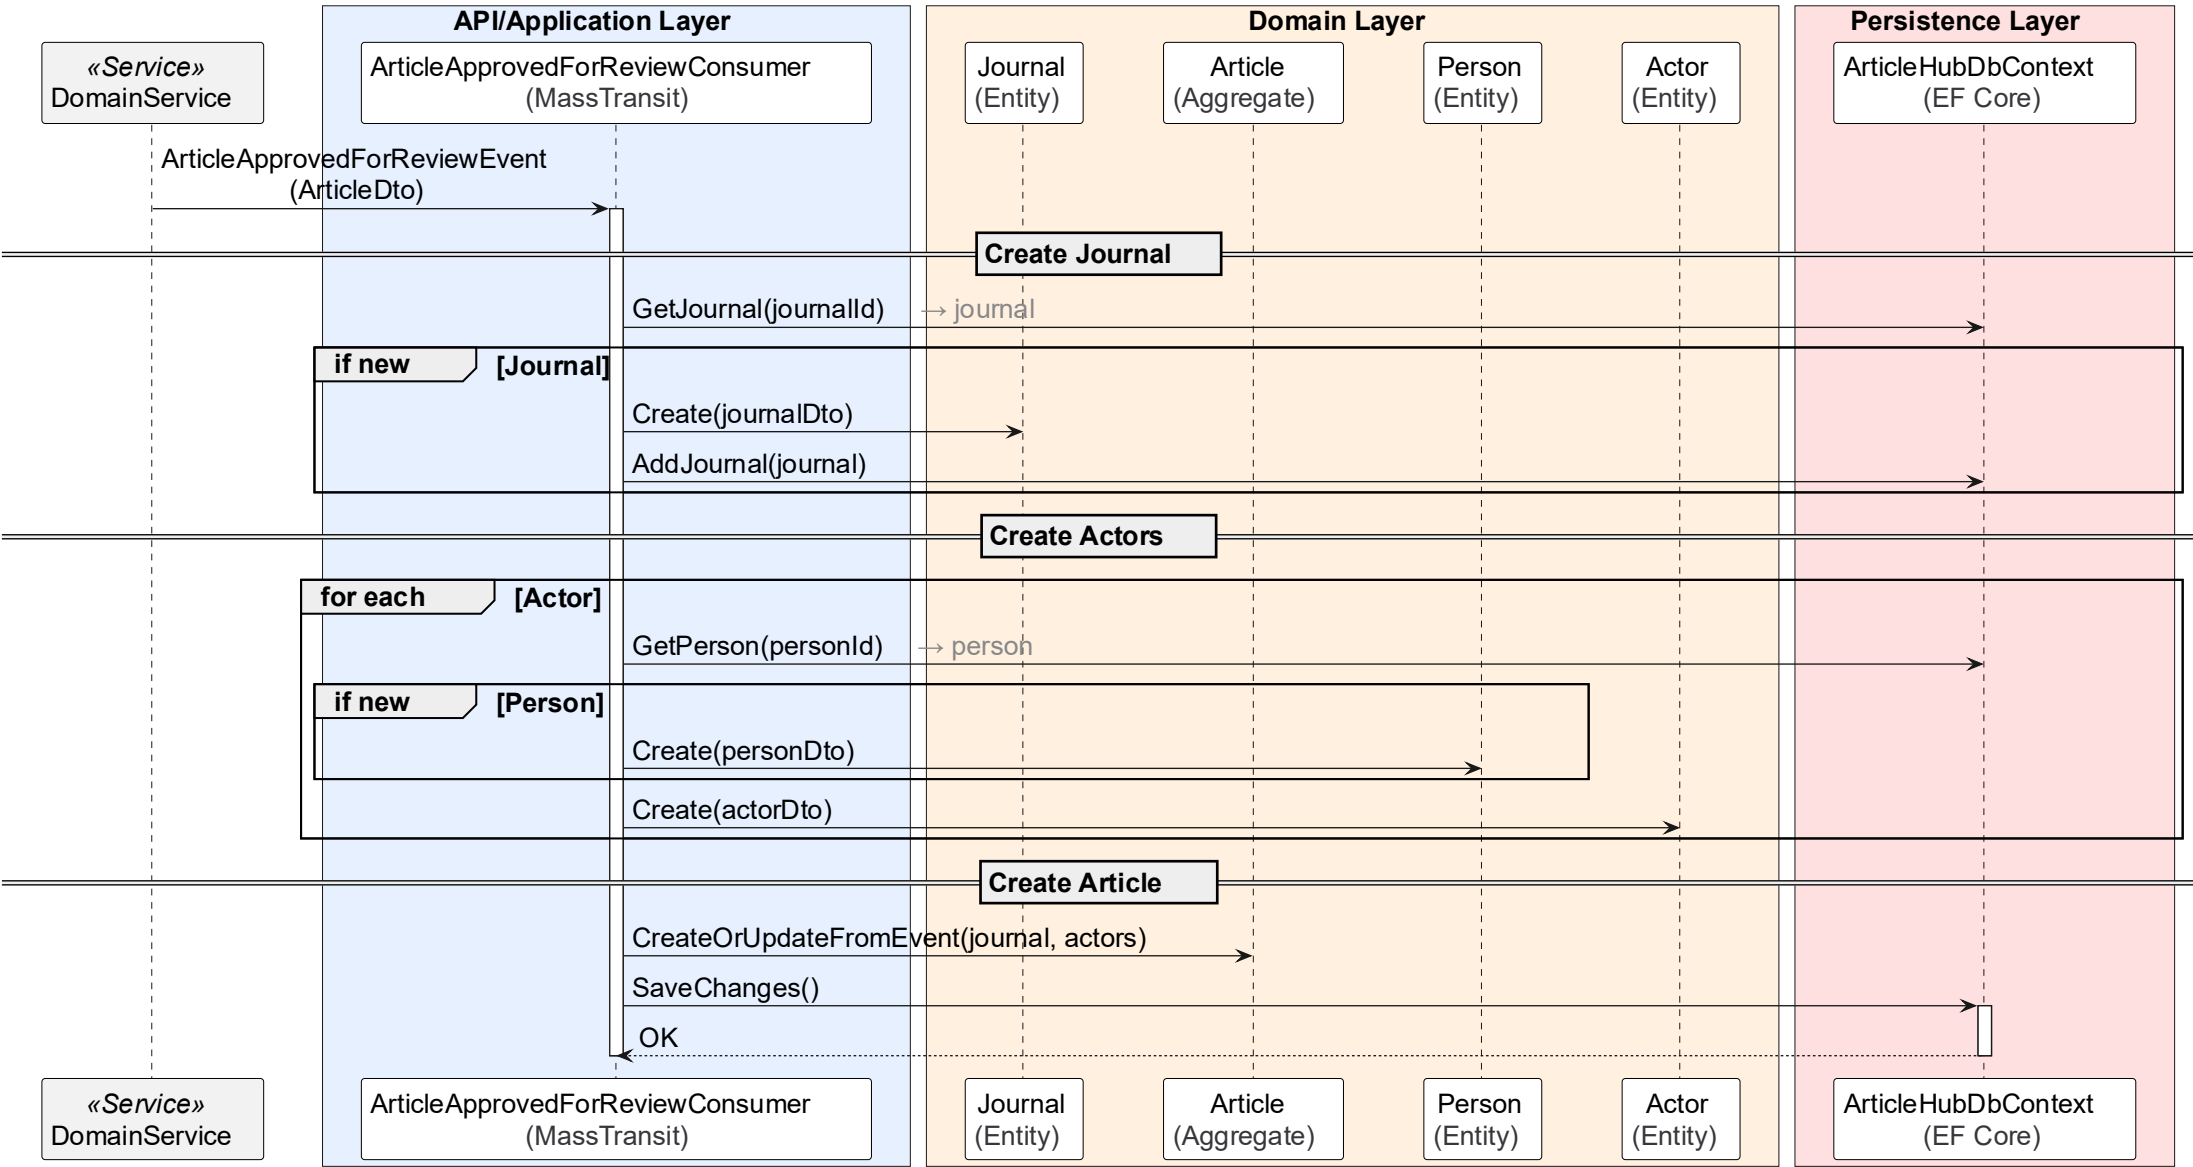 API/Application Layer
Domain Layer
Persistence Layer
«Service»
DomainService
ArticleApprovedForReviewConsumer
(MassTransit)
Journal
(Entity)
Article
(Aggregate)
Person
(Entity)
Actor
(Entity)
ArticleHubDbContext
(EF Core)
ArticleApprovedForReviewEvent
(ArticleDto)
Create Journal
GetJournal(journalId) → journal
if new [Journal]
Create(journalDto)
AddJournal(journal)
Create Actors
for each [Actor]
GetPerson(personId) → person
if new [Person]
Create(personDto)
Create(actorDto)
Create Article
CreateOrUpdateFromEvent(journal, actors)
SaveChanges()
OK
«Service»
DomainService
ArticleApprovedForReviewConsumer
(MassTransit)
Journal
(Entity)
Article
(Aggregate)
Person
(Entity)
Actor
(Entity)
ArticleHubDbContext
(EF Core)